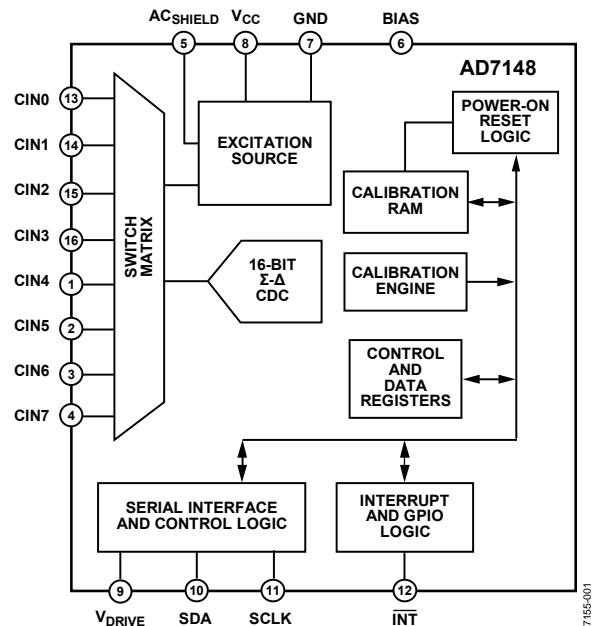 ACSHIELD VCC GND BIAS
5 8 7 6
AD7148
CIN0 13
CIN1 14
CIN2 15
CIN3 16
CIN4 1
CIN5 2
CIN6 3
CIN7 4
SWITCH
MATRIX
EXCITATION
SOURCE
16-BIT
Σ-Δ
CDC
POWER-ON
RESET
LOGIC
CALIBRATION
RAM
CALIBRATION
ENGINE
CONTROL
AND
DATA
REGISTERS
SERIAL INTERFACE
AND CONTROL LOGIC
INTERRUPT
AND GPIO
LOGIC
9 10 11 12
VDRIVE SDA SCLK INT
7155-001